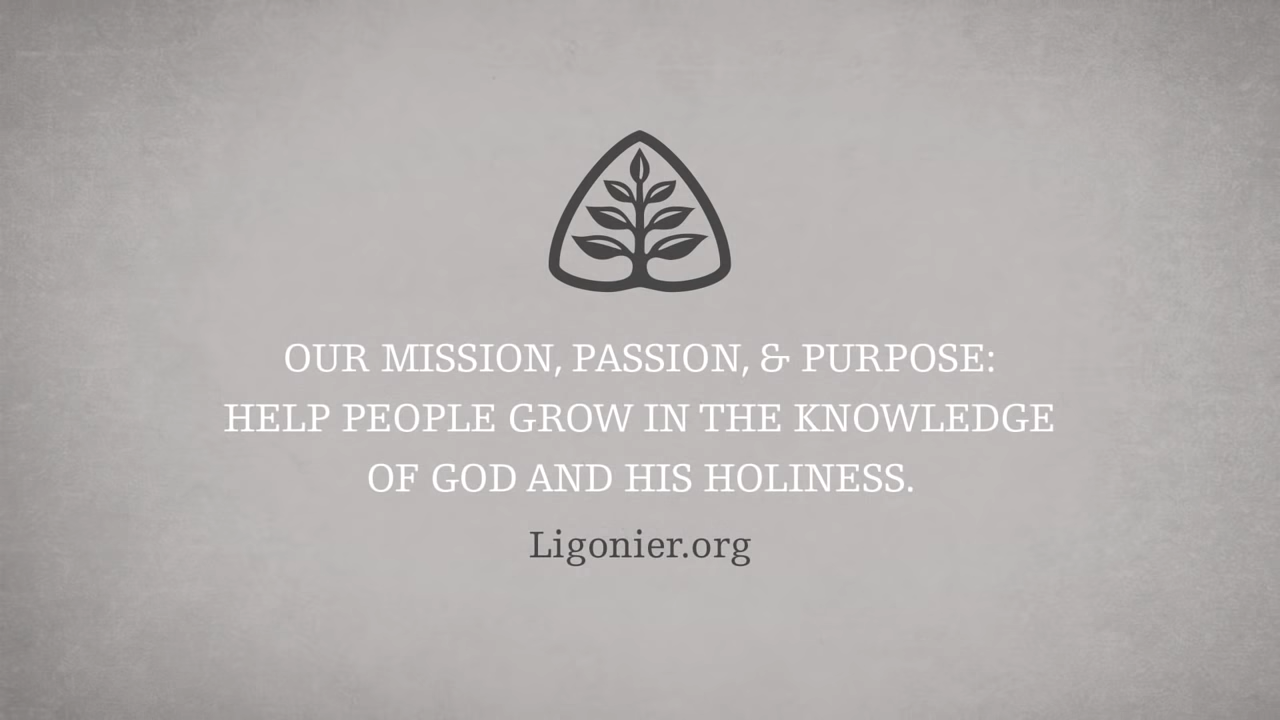 OUR MISSION, PASSION, & PURPOSE:
HELP PEOPLE GROW IN THE KNOWLEDGE
OF GOD AND HIS HOLINESS.
Ligonier.org